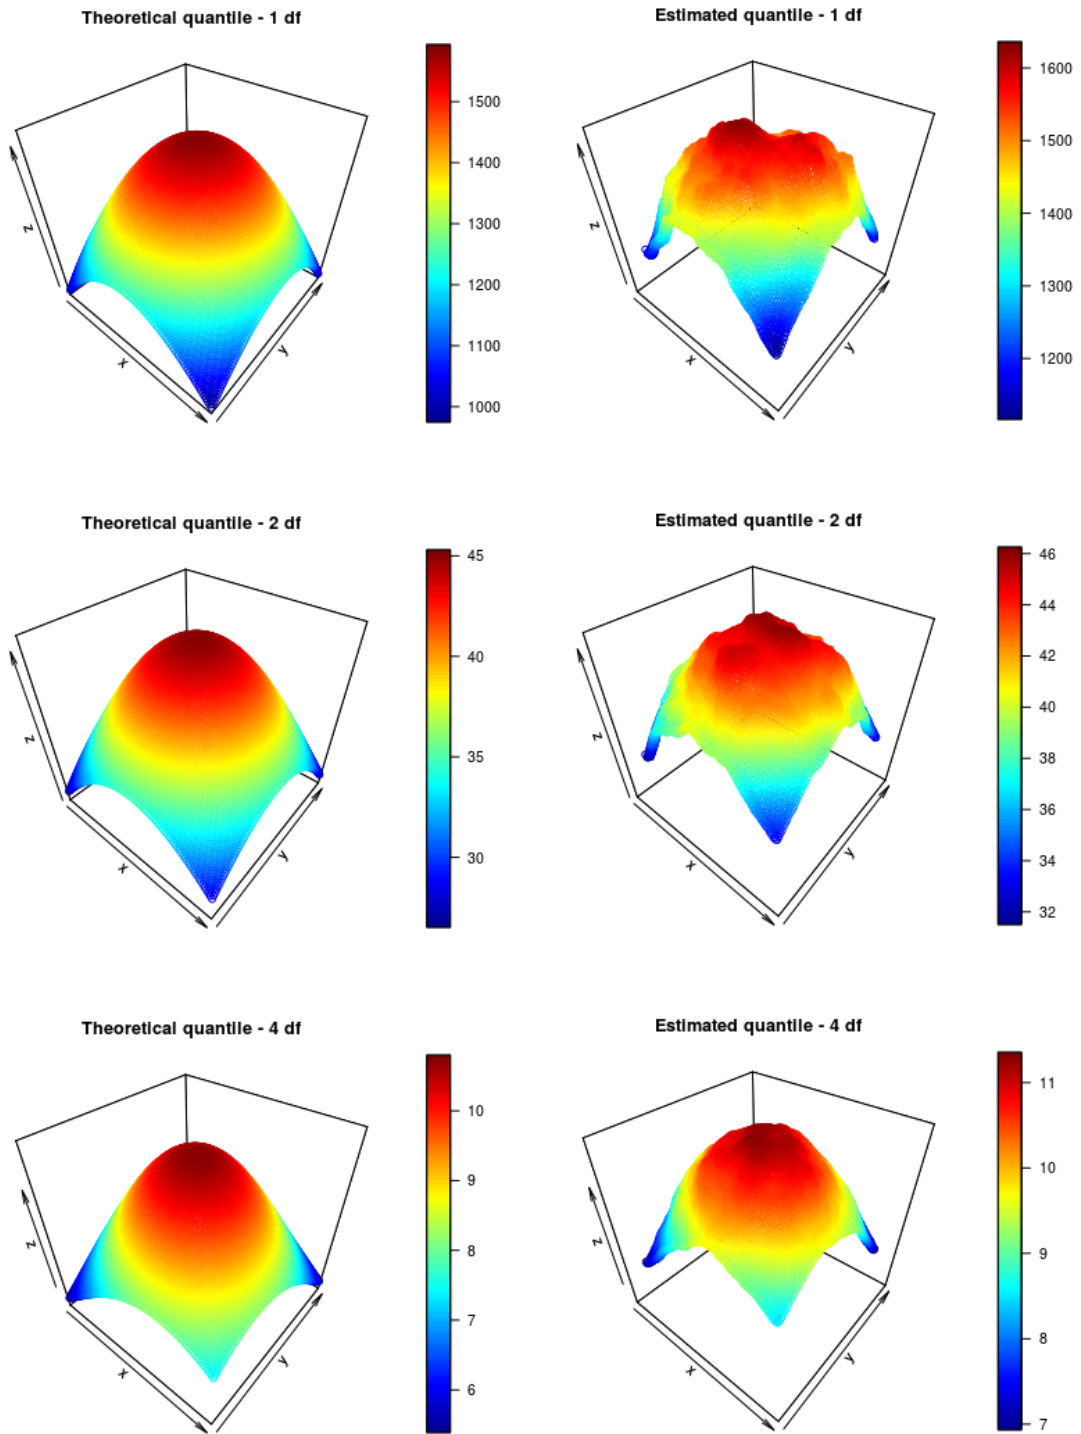 Theoretical quantile - 1 df
1500
1400
1300
1200
1100
1000
z
x
y
Estimated quantile - 1 df
1600
1500
1400
1300
1200
z
x
y
Theoretical quantile - 2 df
45
40
35
30
z
x
y
Estimated quantile - 2 df
46
44
42
40
38
36
34
32
z
x
y
Theoretical quantile - 4 df
10
9
8
7
6
z
x
y
Estimated quantile - 4 df
11
10
9
8
7
z
x
y